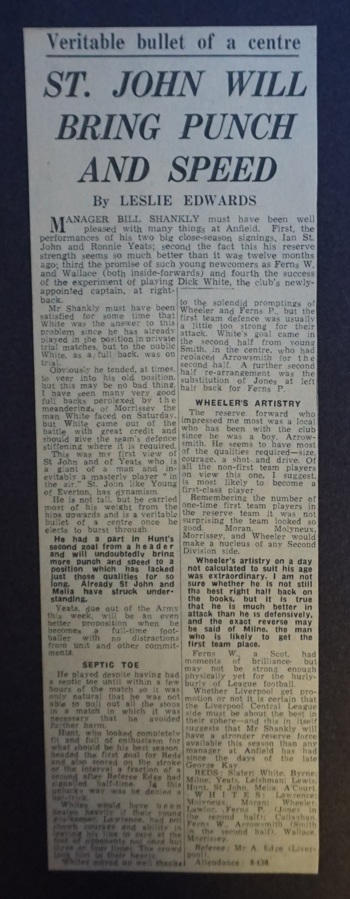 Veritable bullet of a centre
ST. JOHN WILL
BRING PUNCH
AND SPEED
By LESLIE EDWARDS
MANAGER BILL SHANKLY must have been well
pleased with many things at Anfield. First, the
performances of his two big close-season signings, Ian St.
John and Ronnie Yeats; second the fact this his reserve
strength seems so much better than it was twelve months
ago; third the promise of such young newcomers as Ferns W.
and Wallace (both inside-forwards) and fourth the success
of the experiment of playing Dick White, the club's newly-
appointed captain, at right-
back.
Mr Shankly must have been
satisfied for some time that
White was the answer to this
problem since he has already
played in the position in private
trial matches, but to the public
White, as a full back, was on
trial.
Obviously he tended, at times,
to veer into his old position,
but this may be no bad thing.
I have seen many very good
full backs perplexed by the
meanderings of Morrissey the
man White faced on Saturday,
but White came out of the
battle with great credit and
should give the team's defence
stiffening where it is required.
This was my first view of
St John and of Yeats, who is
a giant of a man and in-
evitably a masterly player "in
the air." St. John like Young
of Everton, has dynamism.
He is not tall, but he carried
most of his weight from the
hips upwards and is a veritable
bullet of a centre once he
elects to burst through.
He had a part in Hunt's
second goal from a header
and will undoubtedly bring
more punch and speed to a
position which has lacked
just those qualities for so
long. Already St John and
Melia have struck under-
standing.
Yeats, due out of the Army
this week, will be an even
better proposition when he
becomes a full-time foot-
baller with no distractions
from unit and other commit-
ments.
SEPTIC TOE
He played despite having had
a septic toe until within a few
hours of the match so it was
only natural that he was not
able to pull out all the stops
in a match in which it was
necessary that he avoided
further harm.
Hunt, who looked completely
fit and full of enthusiasm for
what should be his best season
headed the first goal for Reds
and also scored on the stroke
of the interval a fraction of a
second after Referee Edge had
signalled half-time.
Whites would have been
beaten heavily if their young
goalkeeper, Lawrence, had not
shown courage and ability in
to the splendid promptings of
Wheeler and Ferns P., but the
first team defence was usually
a little too strong for their
attack. White's goal came in
the second half from young
Smith, in the centre, who had
replaced Arrowsmith for the
second half. A further second
half re-arrangement was the
substitution of Jones at left
half back for Ferns P.
WHEELER'S ARTISTRY
The reserve forward who
impressed me most was a local
who has been with the club
since he was a boy, Arrow-
smith. He seems to have most
of the qualities required—size,
courage, a shot and drive. Of
all the non-first team players
on view this one, I suggest,
is most likely to become a
first-class player.
Remembering the number of
one-time first team players in
the reserve team it was not
surprising the team looked so
good. Moran, Molyneux,
Morrissey, and Wheeler would
make a nucleus of any Second
Division side.
Wheeler's artistry on a day
not calculated to suit his age
was extraordinary. I am not
sure whether he is not still
the best right half back on
the books, but it is true
that he is much better in
attack than he is defensively,
and the exact reverse may
be said of Milne, the man
who is likely to get the
first team place.
Ferns W., a Scot, had
moments of brilliance but
may not be strong enough
physically yet for the hurly-
burly of League football.
Whether Liverpool get pro-
motion or not it is certain that
the Liverpool Central League
side must be about the best in
their sphere—and this in itself
suggests that Mr Shankly will
have a stronger reserve force
available this season than any
manager at Anfield has had
since the days of the late
George Kay.
REDS: Slater; White, Byrne;
Milne, Yeats, Leishman; Lewis,
Hunt, St John, Melia, A'Court.
WHITES: Lawrence;
Molyneux, Moran; Wheeler,
Lawler, Ferns P. (Jones in
the second half); Callaghan,
Ferns W., Arrowsmith (Smith
in the second half), Wallace,
Morrissey.
Referee: Mr A. Edge (Liver-
pool).
Attendance: